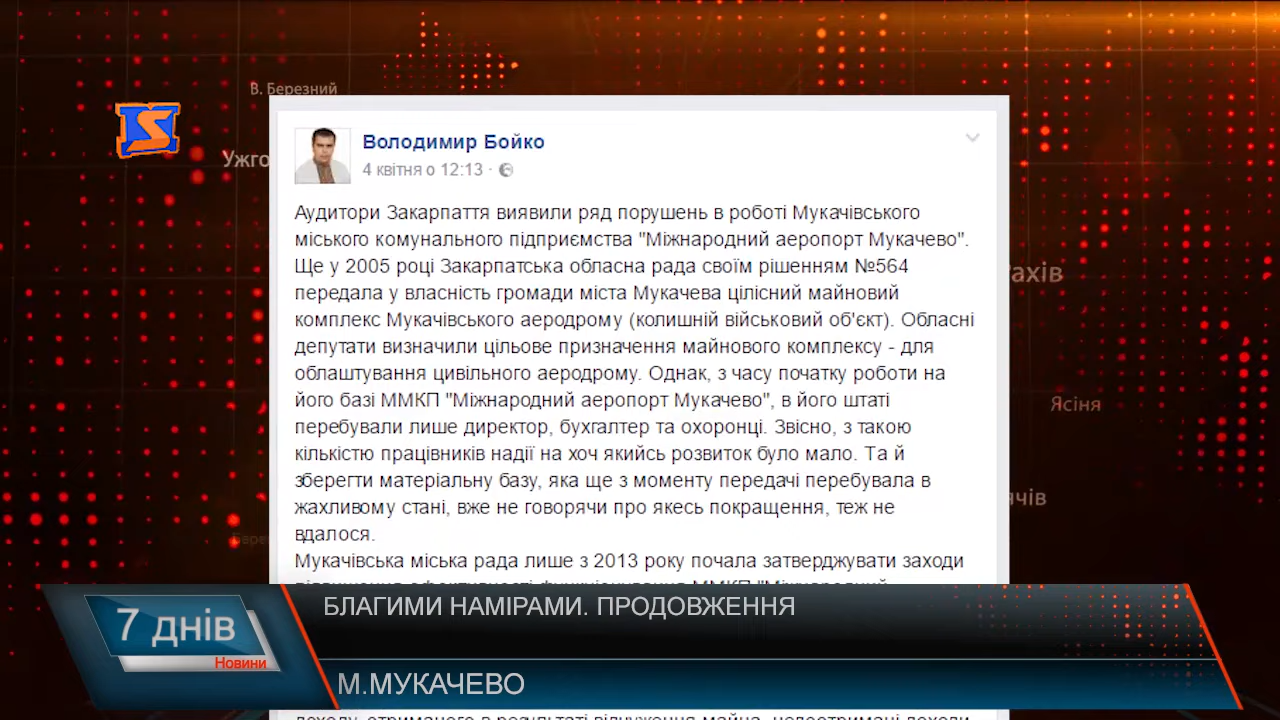 В. Березний
Ужго
Володимир Бойко
4 квітня о 12:13 ·
Аудитори Закарпаття виявили ряд порушень в роботі Мукачівського
міського комунального підприємства "Міжнародний аеропорт Мукачево".
Ще у 2005 році Закарпатська обласна рада своїм рішенням №564
передала у власність громади міста Мукачева цілісний майновий
комплекс Мукачівського аеродрому (колишній військовий об'єкт). Обласні
депутати визначили цільове призначення майнового комплексу - для
облаштування цивільного аеродрому. Однак, з часу початку роботи на
його базі ММКП "Міжнародний аеропорт Мукачево", в його штаті
перебували лише директор, бухгалтер та охоронці. Звісно, з такою
кількістю працівників надії на хоч якийсь розвиток було мало. Та й
зберегти матеріальну базу, яка ще з моменту передачі перебувала в
жахливому стані, вже не говорячи про якесь покращення, теж не
вдалося.
Мукачівська міська рада лише з 2013 року почала затверджувати заходи
Рахів
Ясіня
ачів
7 днів
Новини
БЛАГИМИ НАМІРАМИ. ПРОДОВЖЕННЯ
М.МУКАЧЕВО